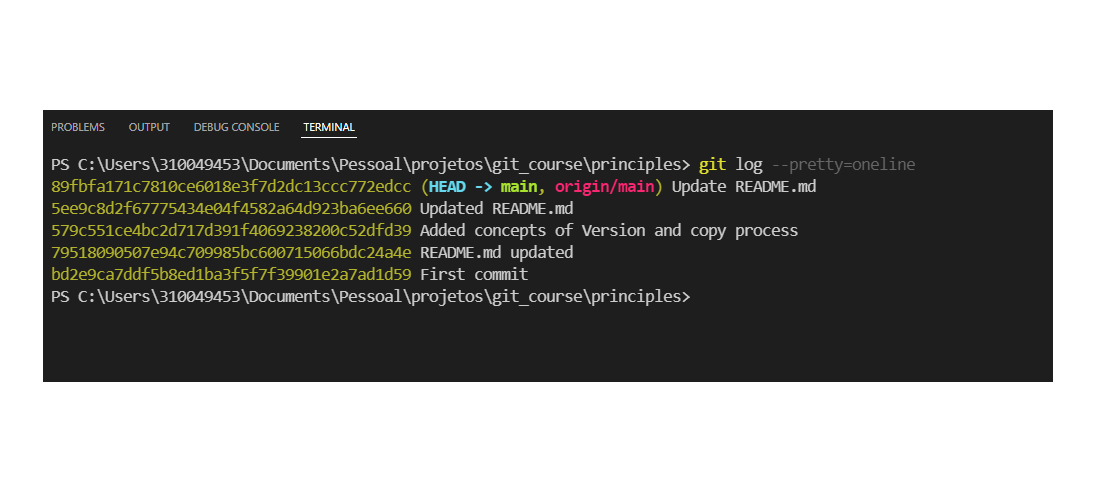 PROBLEMS OUTPUT DEBUG CONSOLE TERMINAL
PS C:\Users\310049453\Documents\Pessoal\projetos\git_course\principles> git log --pretty=oneline
89fbfa171c7810ce6018e3f7d2dc13ccc772edcc (HEAD -> main, origin/main) Update README.md
5ee9c8d2f67775434e04f4582a64d923ba6ee660 Updated README.md
579c551ce4bc2d717d391f4069238200c52dfd39 Added concepts of Version and copy process
79518090507e94c709985bc600715066bdc24a4e README.md updated
bd2e9ca7ddf5b8ed1ba3f5f7f39901e2a7ad1d59 First commit
PS C:\Users\310049453\Documents\Pessoal\projetos\git_course\principles>